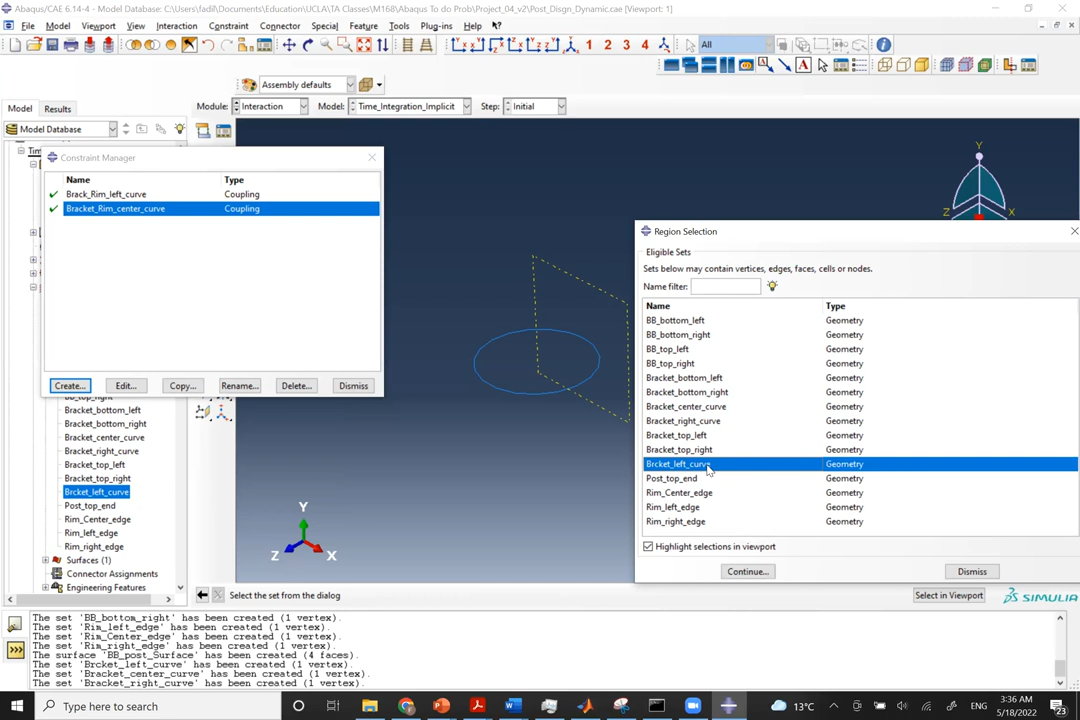 Abaqus/CAE 6.14-4 - Model Database: C:\Users\fadil\Documents\Education\UCLA\TA Classes\M168\Abaqus To do Prob\Project_04_v2\Post_Disgn_Dynamic.cae [Viewport: 1]
File Model Viewport View Interaction Constraint Connector Special Feature Tools Plug-ins Help
1 2 3 4 All
Assembly defaults
Model Results
Module: Interaction Model: Time_Integration_Implicit Step: Initial
Model Database
Constraint Manager
Name Type
Brack_Rim_left_curve Coupling
Bracket_Rim_center_curve Coupling
Create... Edit... Copy... Rename... Delete... Dismiss
Y
Z X
Region Selection
Eligible Sets
Sets below may contain vertices, edges, faces, cells or nodes.
Name filter:
Name Type
BB_bottom_left Geometry
BB_bottom_right Geometry
BB_top_left Geometry
BB_top_right Geometry
Bracket_bottom_left Geometry
Bracket_bottom_right Geometry
Bracket_center_curve Geometry
Bracket_right_curve Geometry
Bracket_top_left Geometry
Bracket_top_right Geometry
Brcket_left_curve Geometry
Post_top_end Geometry
Rim_Center_edge Geometry
Rim_left_edge Geometry
Rim_right_edge Geometry
Highlight selections in viewport
Continue... Dismiss
BB_top_right
Bracket_bottom_left
Bracket_bottom_right
Bracket_center_curve
Bracket_right_curve
Bracket_top_left
Bracket_top_right
Brcket_left_curve
Post_top_end
Rim_Center_edge
Rim_left_edge
Rim_right_edge
Surfaces (1)
Connector Assignments
Engineering Features
Y
Z X
Select the set from the dialog
Select in Viewport
SIMULIA
The set 'BB_bottom_right' has been created (1 vertex).
The set 'Rim_left_edge' has been created (1 vertex).
The set 'Rim_Center_edge' has been created (1 vertex).
The set 'Rim_right_edge' has been created (1 vertex).
The surface 'BB_post_Surface' has been created (4 faces).
The set 'Brcket_left_curve' has been created (1 vertex).
The set 'Bracket_center_curve' has been created (1 vertex).
The set 'Bracket_right_curve' has been created (1 vertex).
Type here to search
13°C
3:36 AM
5/18/2022
23